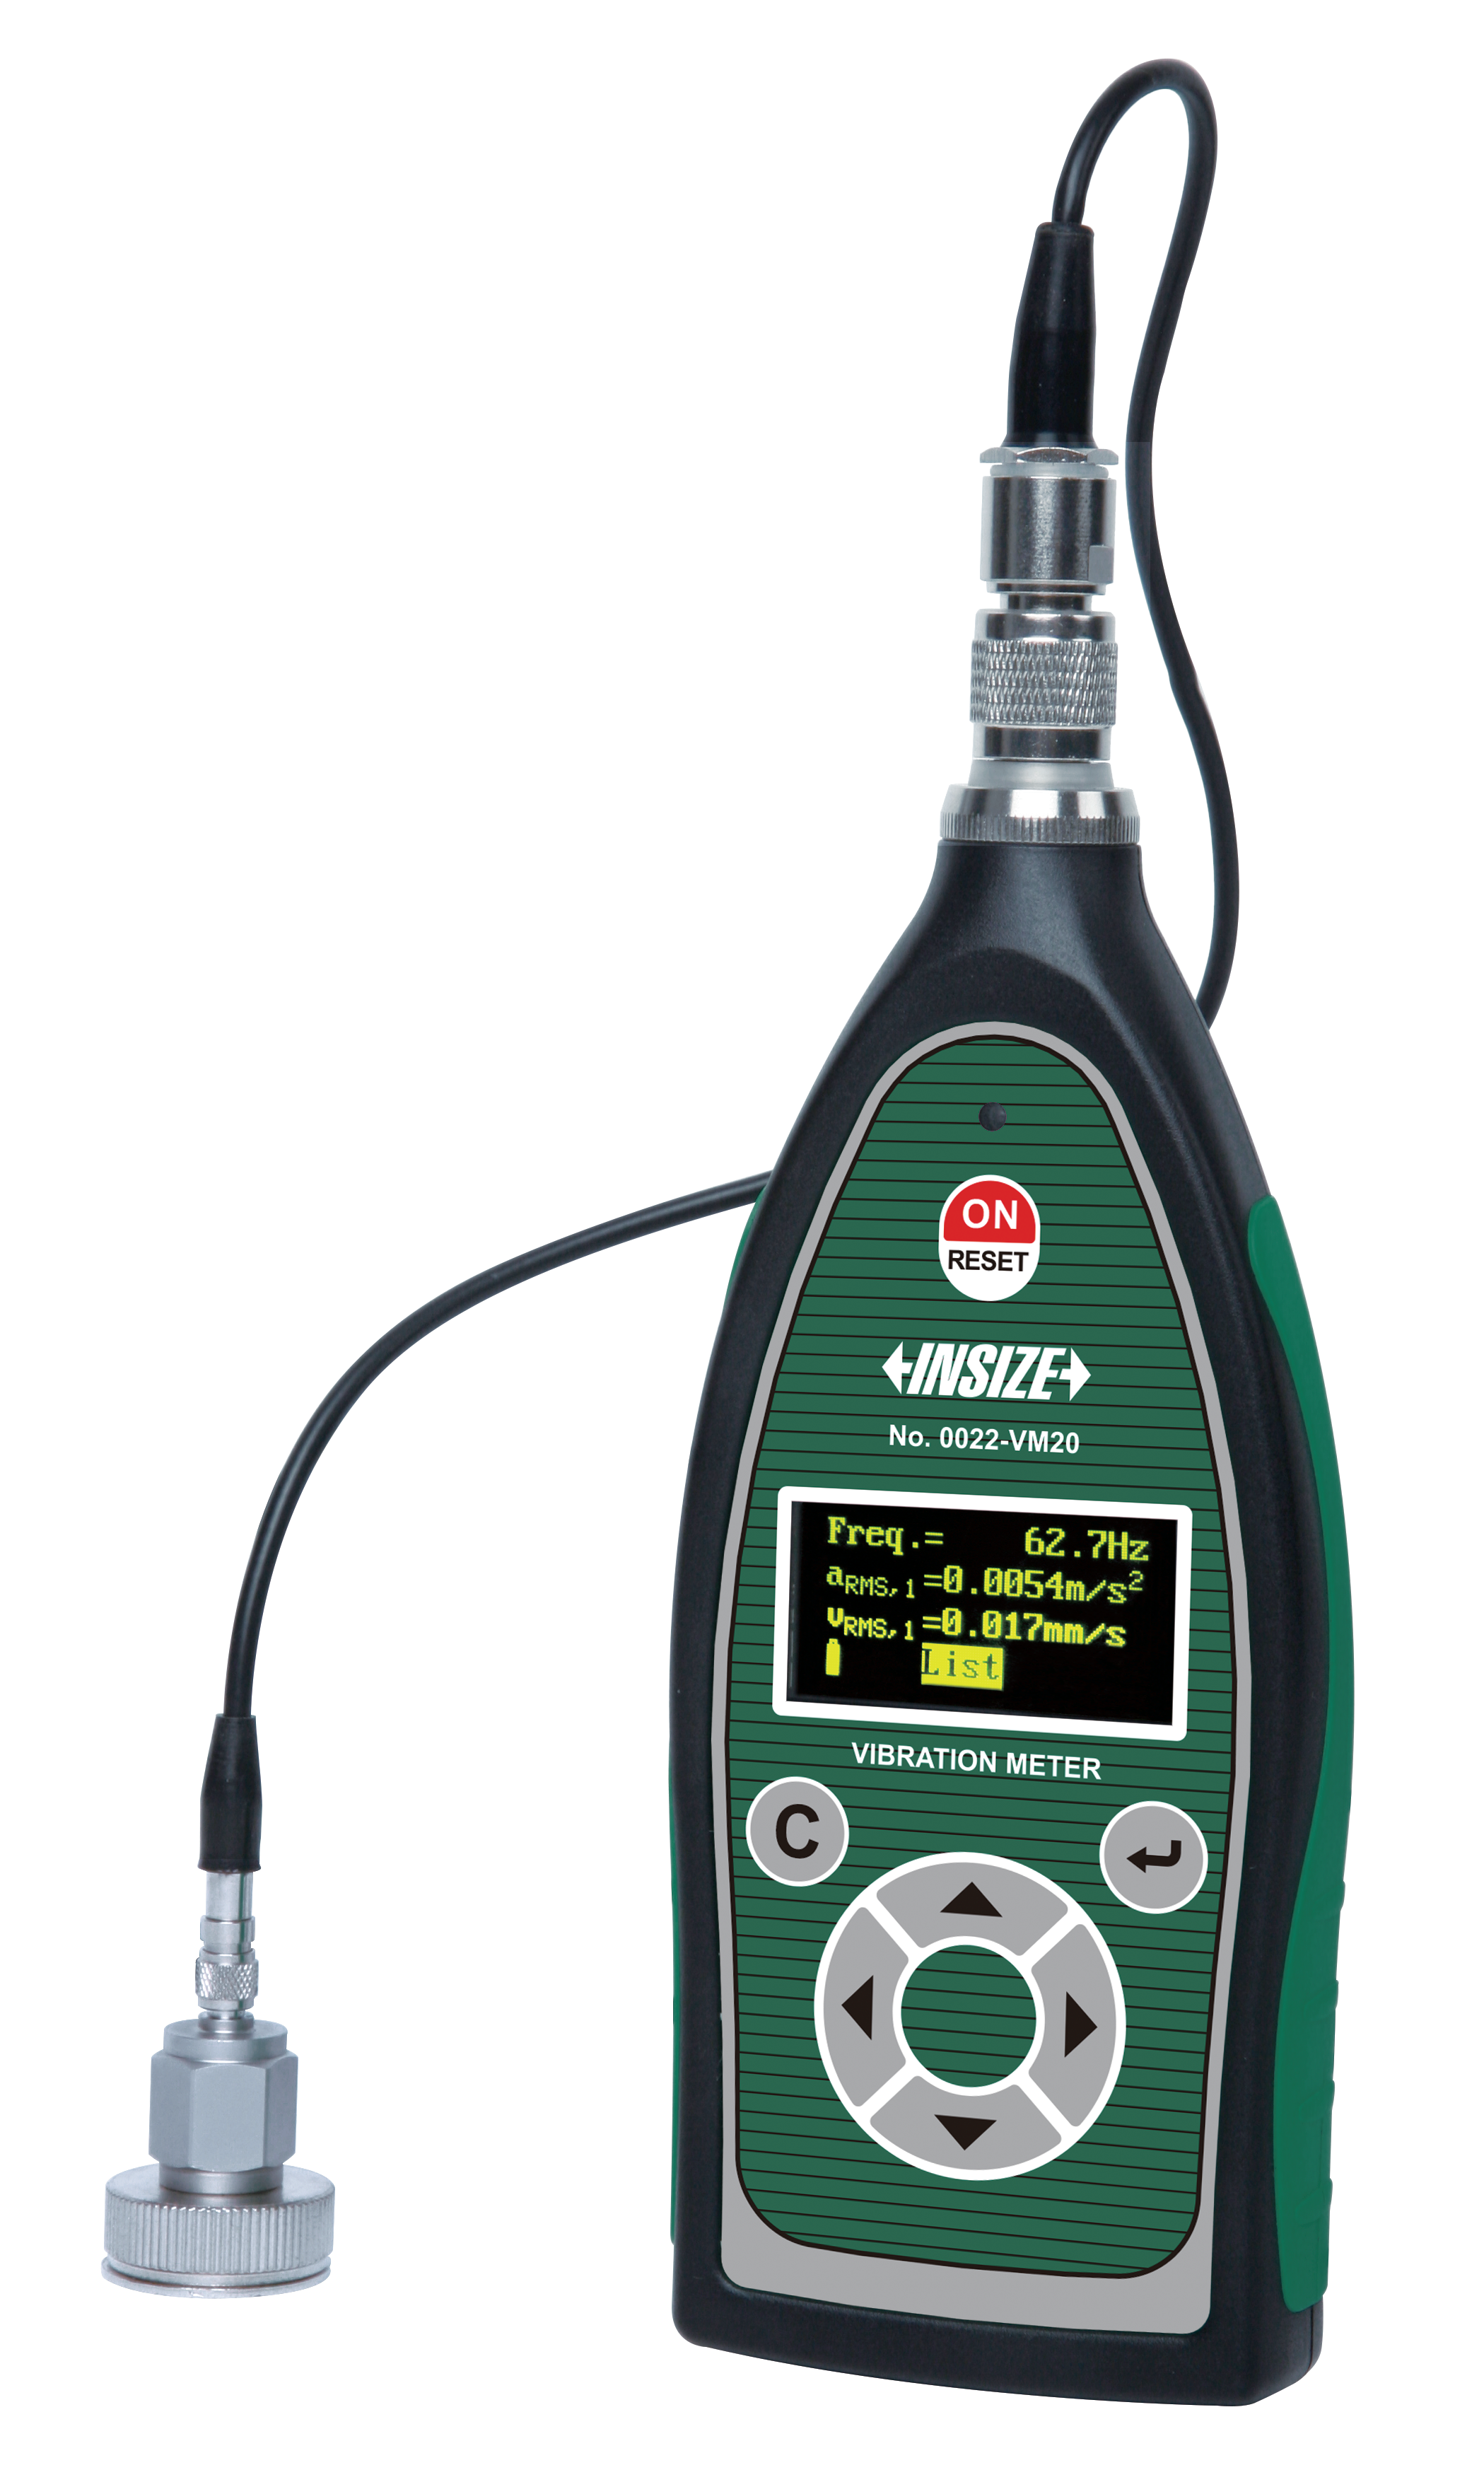 ON
RESET
INSIZE
No. 0022-VM20
Freq.= 62.7Hz
aRMS,1=0.0054m/s²
vRMS,1=0.017mm/s
List
VIBRATION METER
C